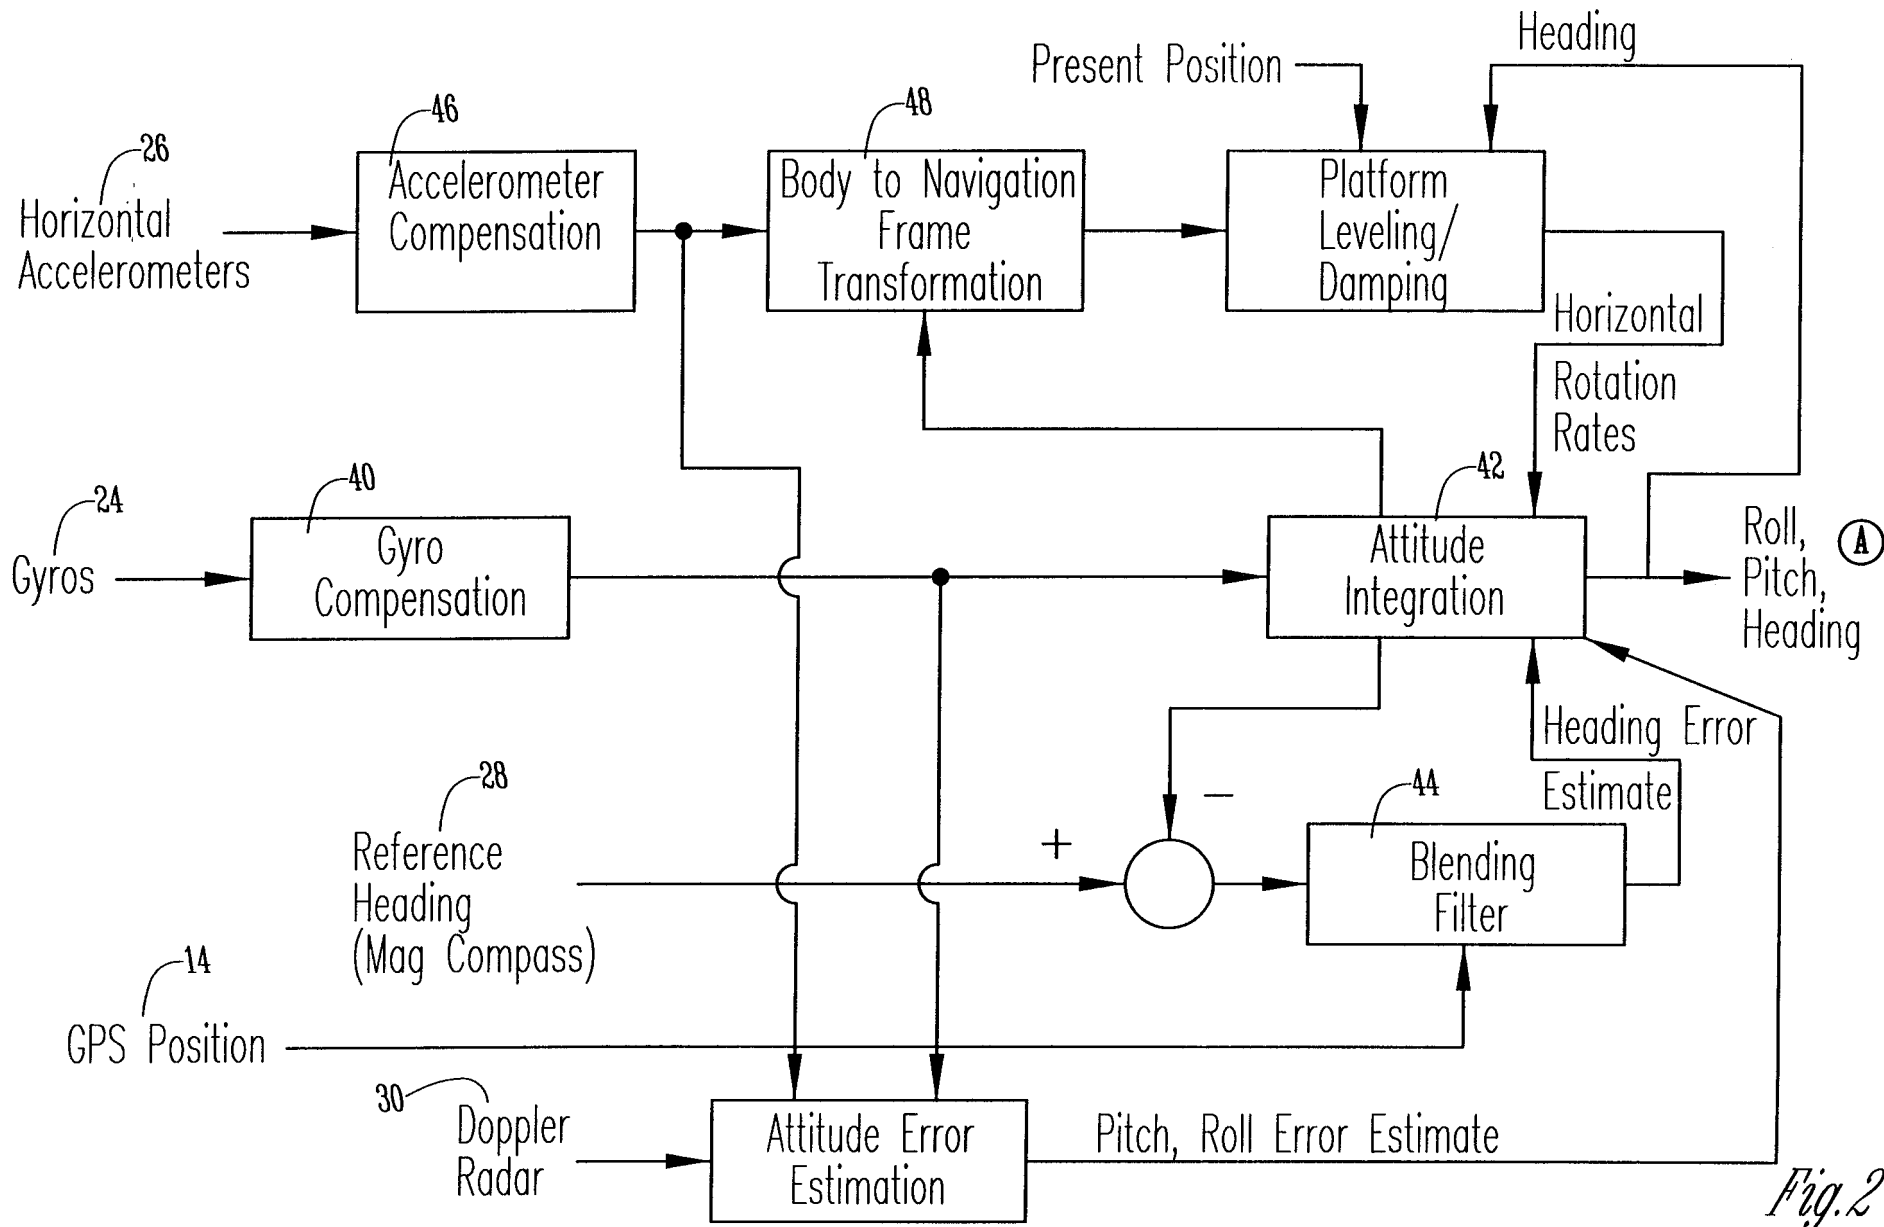 Heading
Present Position
46
48
26
Horizontal
Accelerometers
Accelerometer
Compensation
Body to Navigation
Frame
Transformation
Platform
Leveling/
Damping
Horizontal
Rotation
Rates
24
40
42
Gyros
Gyro
Compensation
Attitude
Integration
Roll,
Pitch,
Heading
A
Heading Error
Estimate
28
44
Reference
Heading
(Mag Compass)
+
−
Blending
Filter
14
GPS Position
30
Doppler
Radar
Attitude Error
Estimation
Pitch, Roll Error Estimate
Fig.2